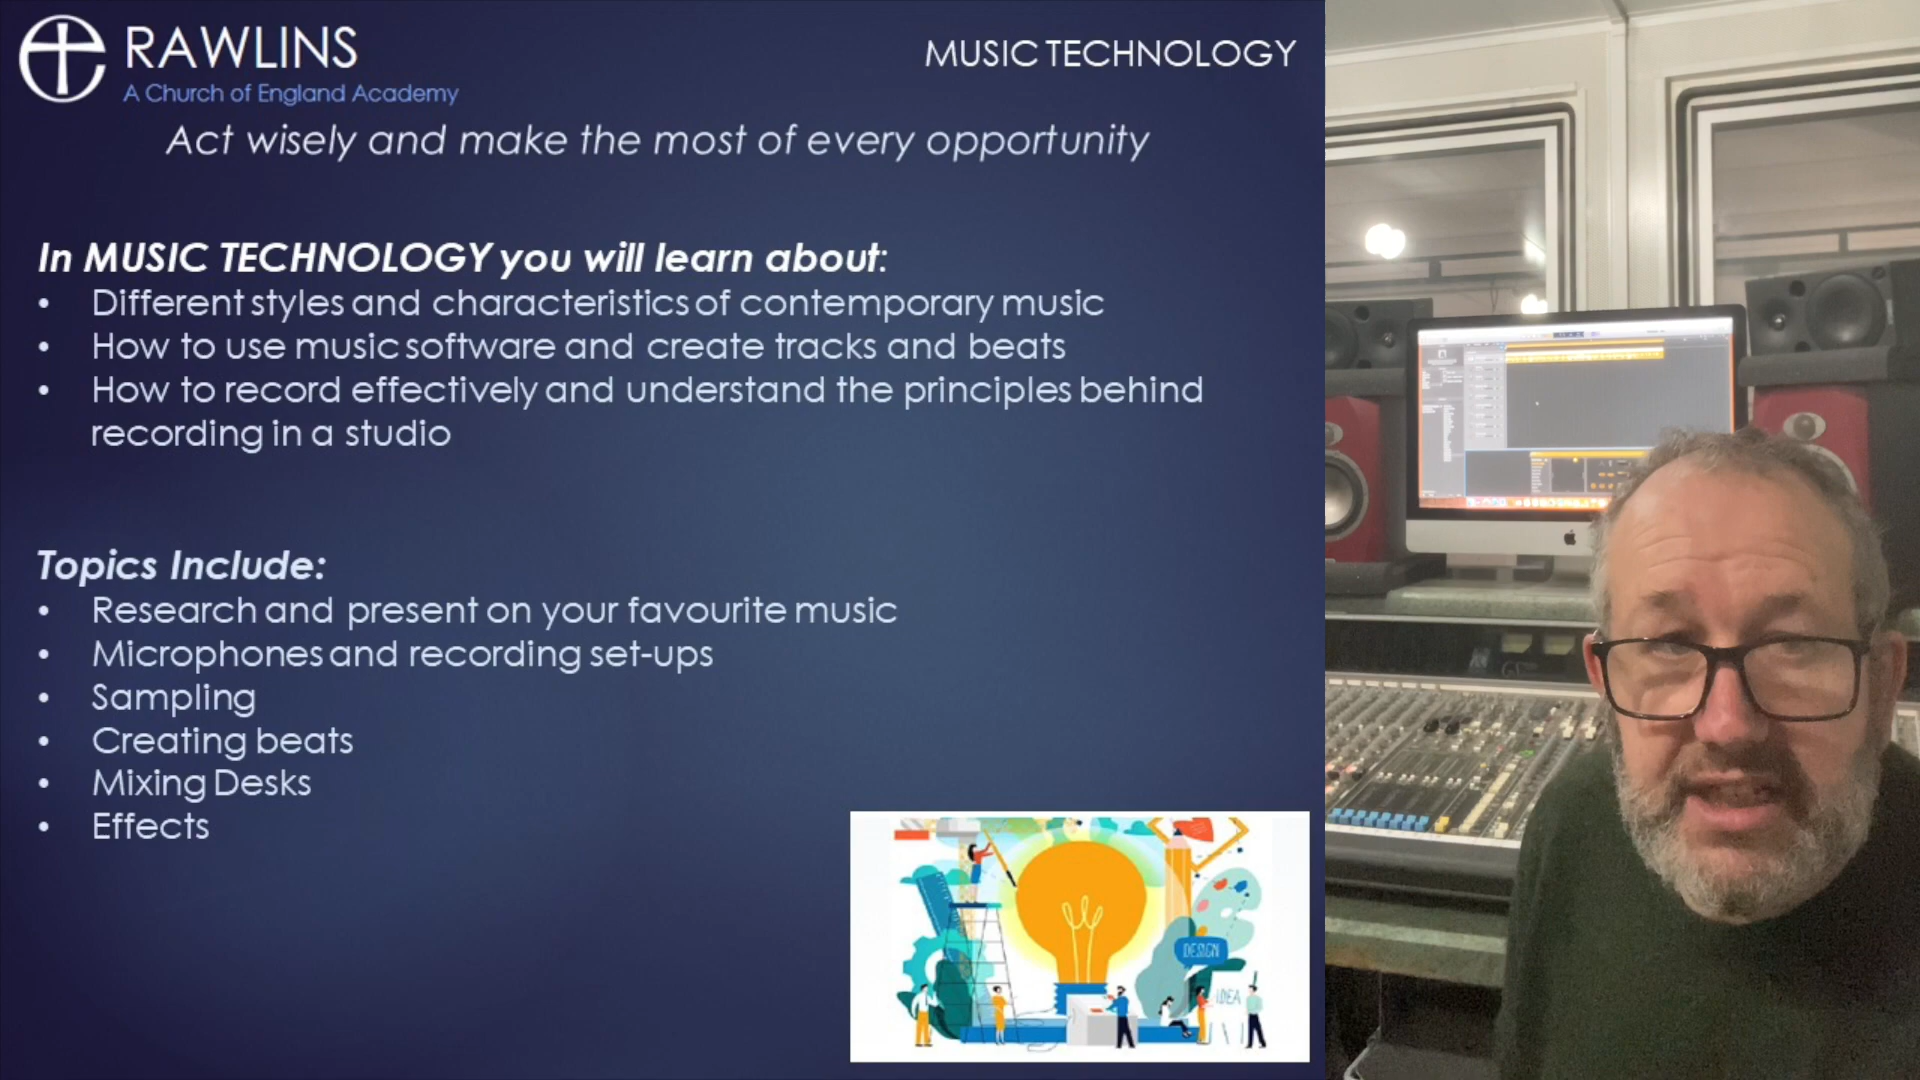 RAWLINS
A Church of England Academy
MUSIC TECHNOLOGY
Act wisely and make the most of every opportunity
In MUSIC TECHNOLOGY you will learn about:
• Different styles and characteristics of contemporary music
• How to use music software and create tracks and beats
• How to record effectively and understand the principles behind
recording in a studio
Topics Include:
• Research and present on your favourite music
• Microphones and recording set-ups
• Sampling
• Creating beats
• Mixing Desks
• Effects
DESIGN
IDEA